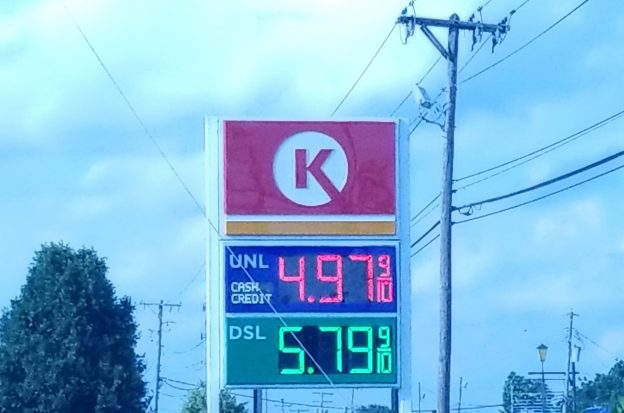 K
UNL 4.97 9/10
CASH
CREDIT
DSL 5.79 9/10